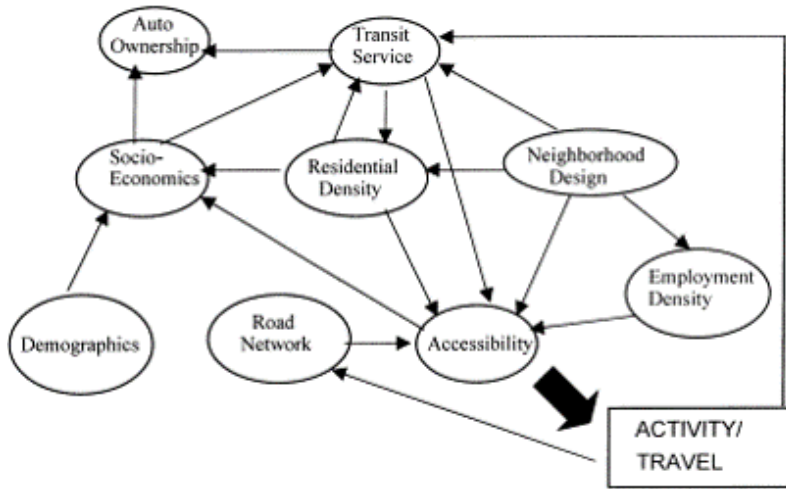 Auto
Ownership
Transit
Service
Socio-
Economics
Residential
Density
Neighborhood
Design
Employment
Density
Demographics
Road
Network
Accessibility
ACTIVITY/
TRAVEL